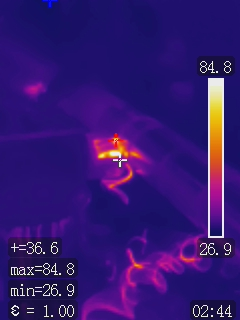 84.8
26.9
+=36.6
max=84.8
min=26.9
ε = 1.00
02:44